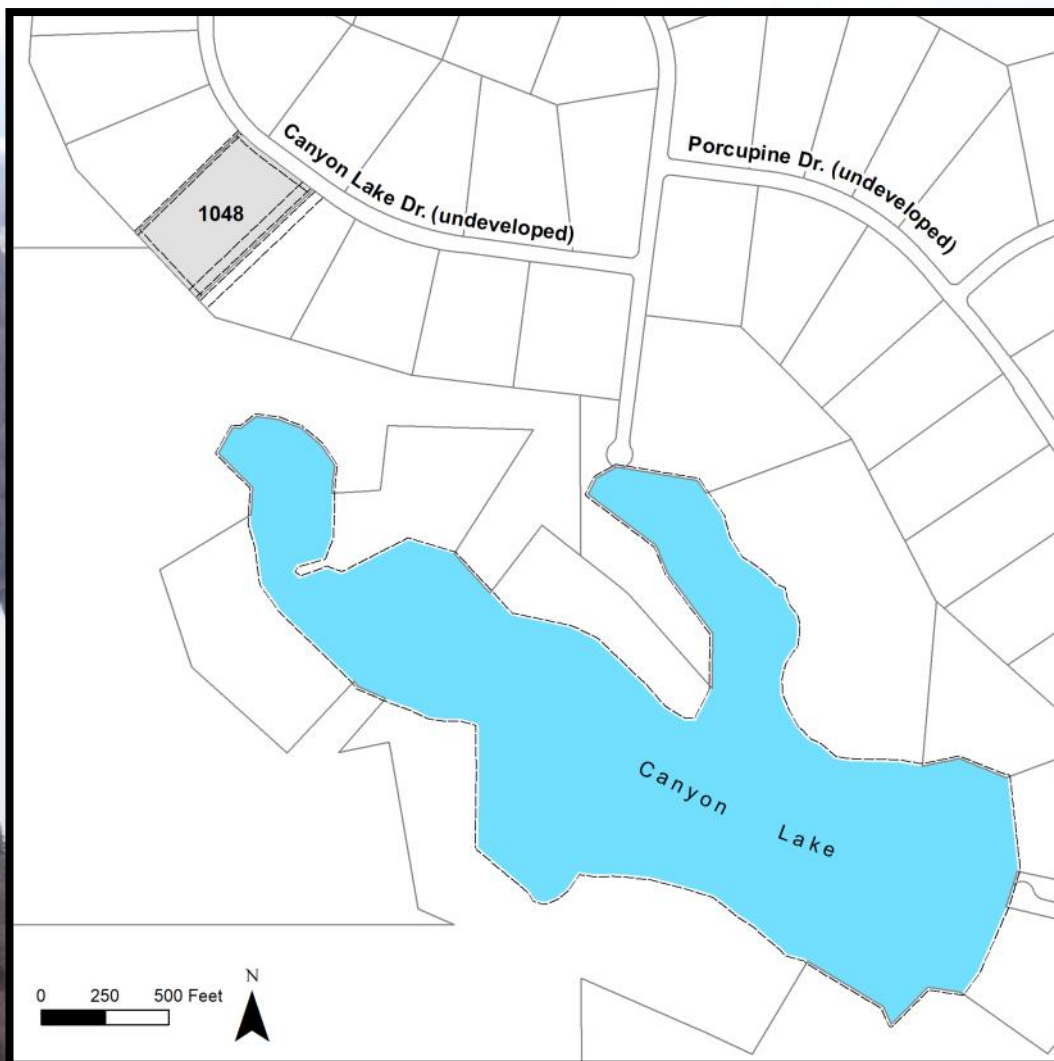 Canyon Lake Dr. (undeveloped)
Porcupine Dr. (undeveloped)
1048
Canyon Lake
0 250 500 Feet
N